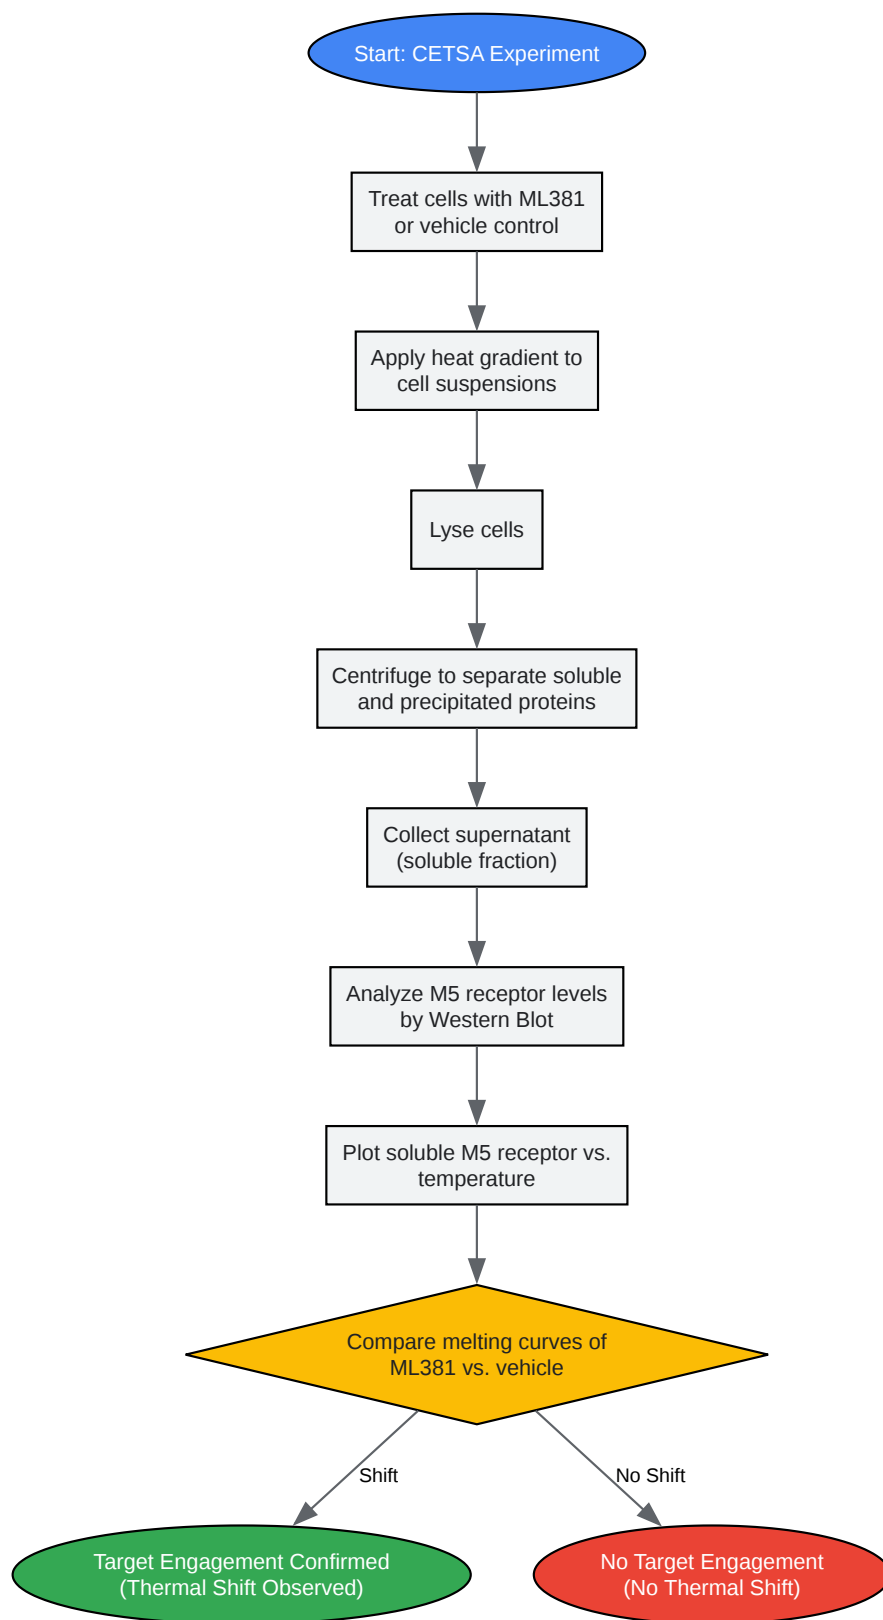 Start: CETSA Experiment
Treat cells with ML381
or vehicle control
Apply heat gradient to
cell suspensions
Lyse cells
Centrifuge to separate soluble
and precipitated proteins
Collect supernatant
(soluble fraction)
Analyze M5 receptor levels
by Western Blot
Plot soluble M5 receptor vs.
temperature
Compare melting curves of
ML381 vs. vehicle
Shift
No Shift
Target Engagement Confirmed
(Thermal Shift Observed)
No Target Engagement
(No Thermal Shift)